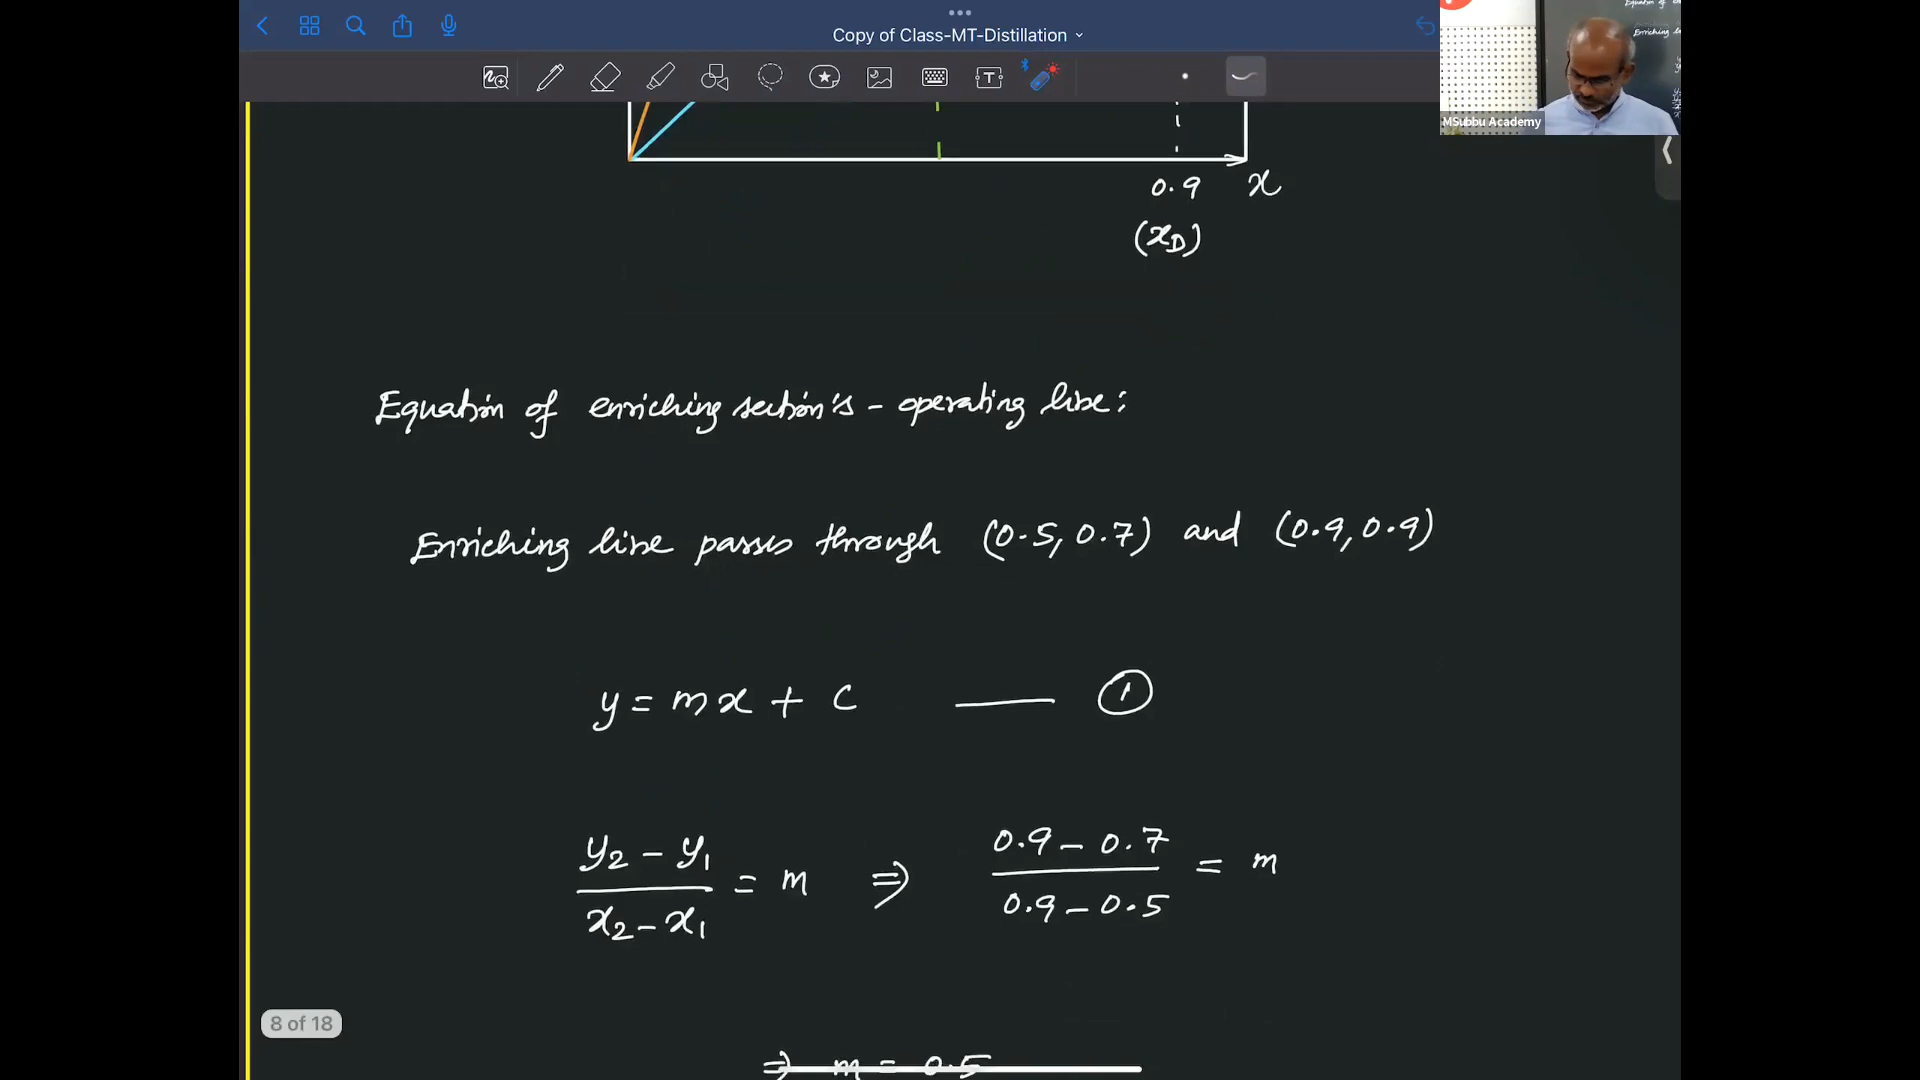 Copy of Class-MT-Distillation
MSubbu Academy
0.9 x
(xD)
Equation of enriching section's - operating line:
Enriching line passes through (0.5, 0.7) and (0.9, 0.9)
y = mx + C —— ①
y2 - y1 / x2 - x1 = m ⇒ 0.9 - 0.7 / 0.9 - 0.5 = m
8 of 18
⇒ m = 0.5